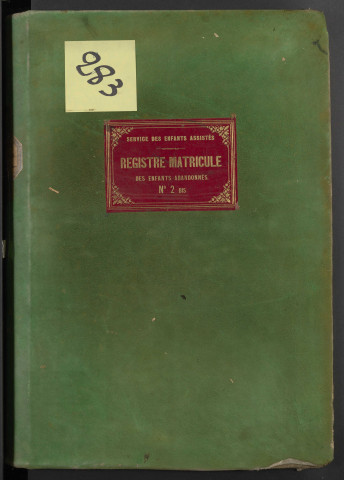 283
SERVICE DES ENFANTS ASSISTÉS
REGISTRE MATRICULE
DES ENFANTS ABANDONNÉS
N° 2 BIS